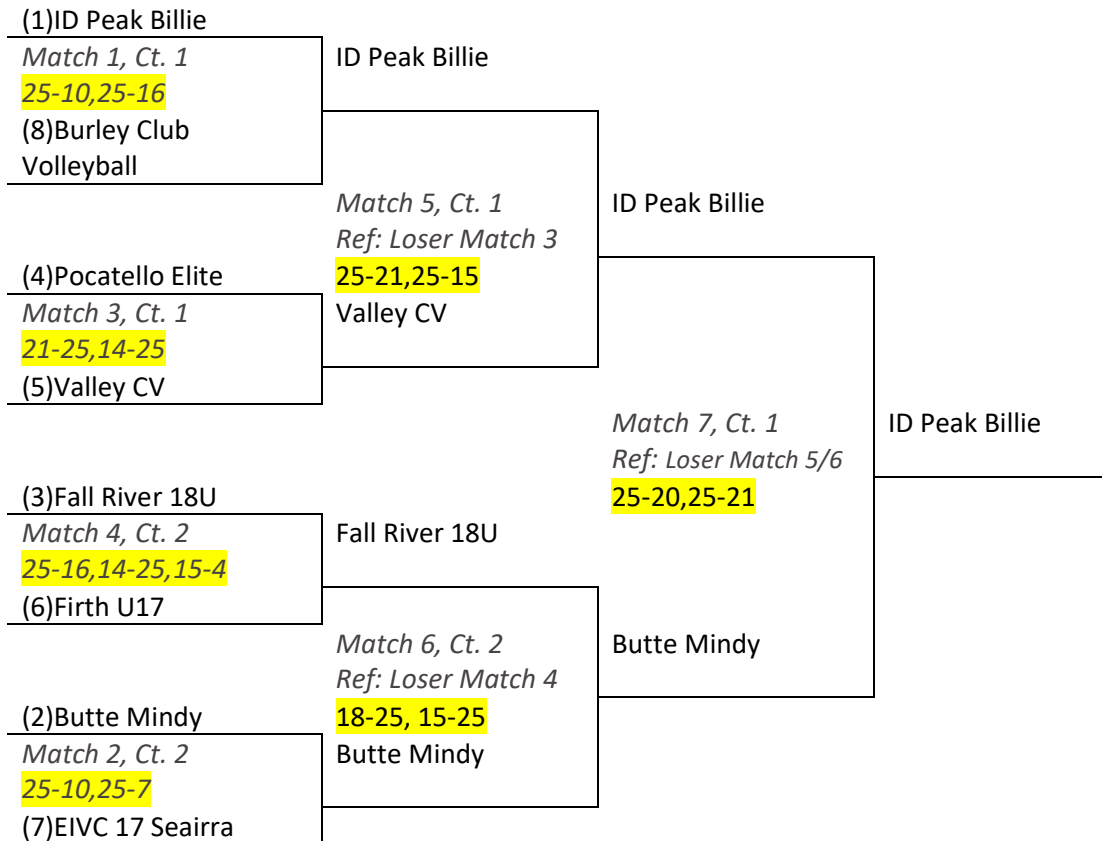 (1)ID Peak Billie
Match 1, Ct. 1
25-10,25-16
(8)Burley Club
Volleyball
ID Peak Billie
Match 5, Ct. 1
Ref: Loser Match 3
25-21,25-15
Valley CV
(4)Pocatello Elite
Match 3, Ct. 1
21-25,14-25
(5)Valley CV
ID Peak Billie
Match 7, Ct. 1
Ref: Loser Match 5/6
25-20,25-21
ID Peak Billie
(3)Fall River 18U
Match 4, Ct. 2
25-16,14-25,15-4
(6)Firth U17
Fall River 18U
Match 6, Ct. 2
Ref: Loser Match 4
18-25, 15-25
Butte Mindy
Butte Mindy
(2)Butte Mindy
Match 2, Ct. 2
25-10,25-7
(7)EIVC 17 Seairra